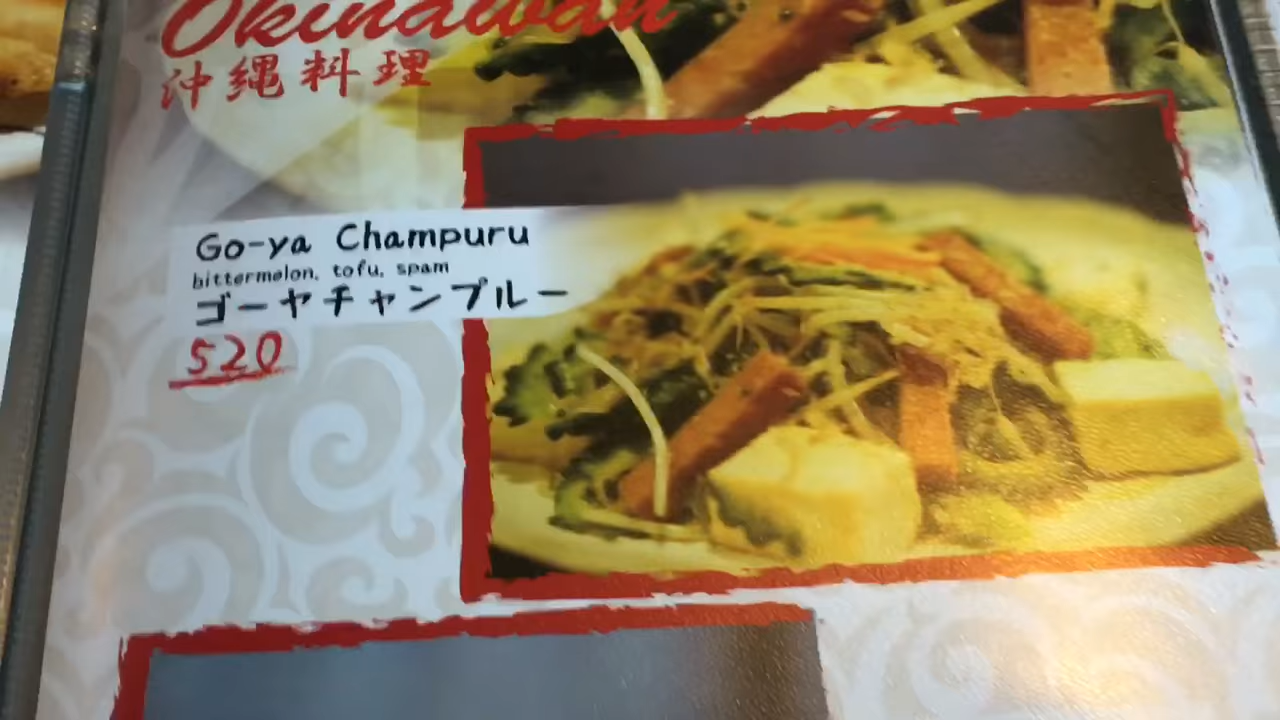 Okinawan
沖縄料理
Go-ya Champuru
bittermelon, tofu, spam
ゴーヤチャンプルー
520